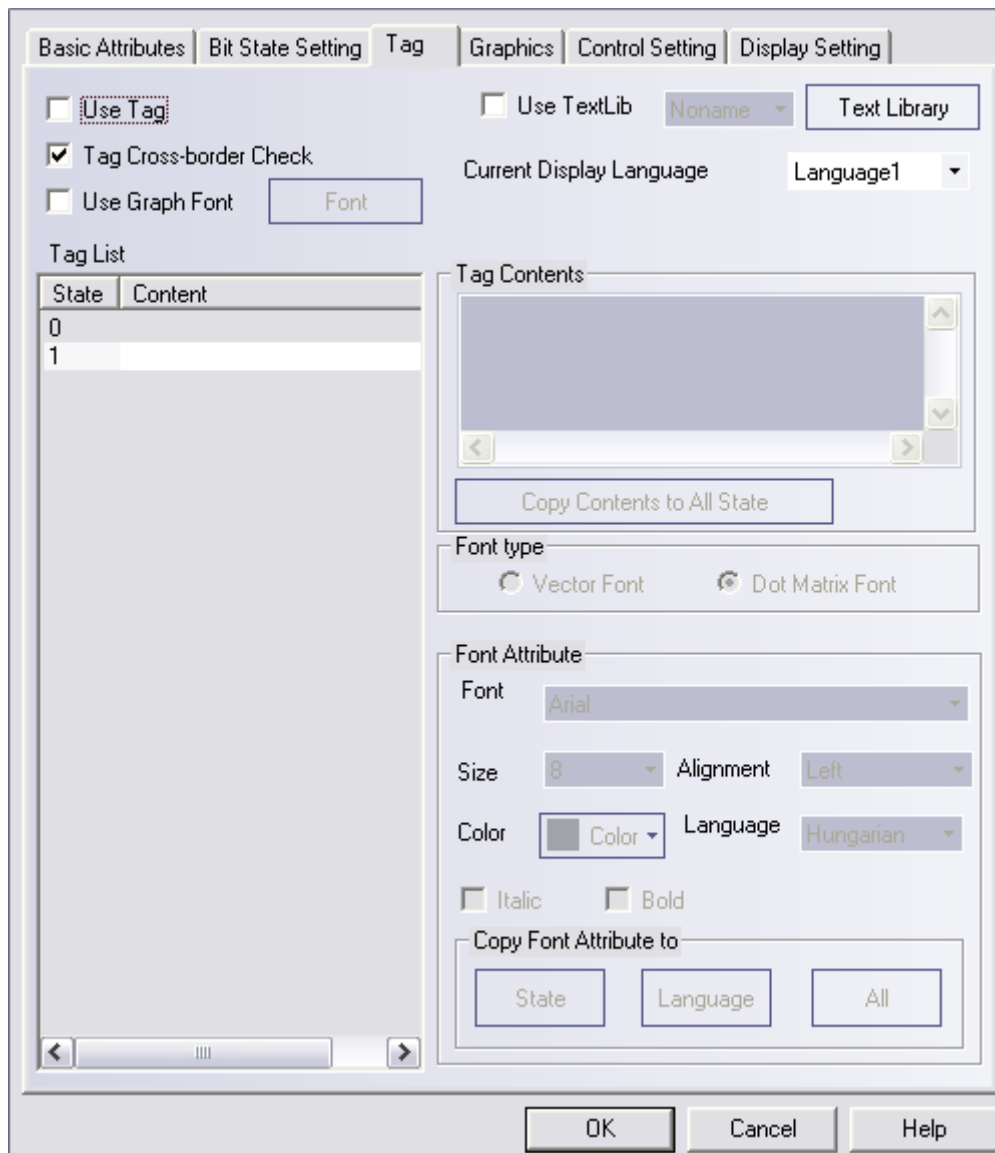 Basic Attributes Bit State Setting Tag Graphics Control Setting Display Setting
Use Tag
Use TextLib Noname Text Library
Tag Cross-border Check
Current Display Language Language1
Use Graph Font Font
Tag List
State Content
0
1
Tag Contents
Copy Contents to All State
Font type
Vector Font Dot Matrix Font
Font Attribute
Font Arial
Size 8 Alignment Left
Color Color Language Hungarian
Italic Bold
Copy Font Attribute to
State Language All
OK Cancel Help